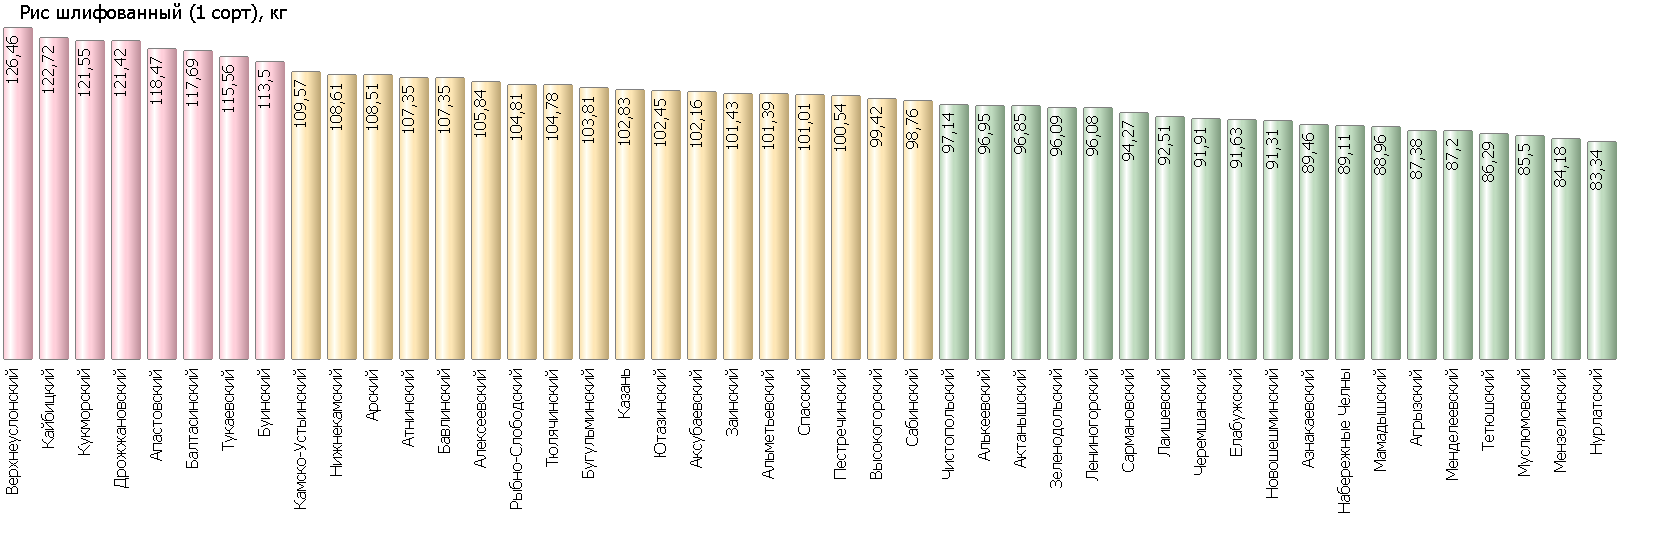 Рис шлифованный (1 сорт), кг
126,46
122,72
121,55
121,42
118,47
117,69
115,56
113,5
109,57
108,61
108,51
107,35
107,35
105,84
104,81
104,78
103,81
102,83
102,45
102,16
101,43
101,39
101,01
100,54
99,42
98,76
97,14
96,95
96,85
96,09
96,08
94,27
92,51
91,91
91,63
91,31
89,46
89,11
88,96
87,38
87,2
86,29
85,5
84,18
83,34
Верхнеуслонский
Кайбицкий
Кукморский
Дрожжановский
Апастовский
Балтасинский
Тукаевский
Буинский
Камско-Устьинский
Нижнекамский
Арский
Атнинский
Бавлинский
Алексеевский
Рыбно-Слободский
Тюлячинский
Бугульминский
Казань
Ютазинский
Аксубаевский
Заинский
Альметьевский
Спасский
Пестречинский
Высокогорский
Сабинский
Чистопольский
Алькеевский
Актанышский
Зеленодольский
Лениногорский
Сармановский
Лаишевский
Черемшанский
Елабужский
Новошешминский
Азнакаевский
Набережные Челны
Мамадышский
Агрызский
Менделеевский
Тетюшский
Муслюмовский
Мензелинский
Нурлатский